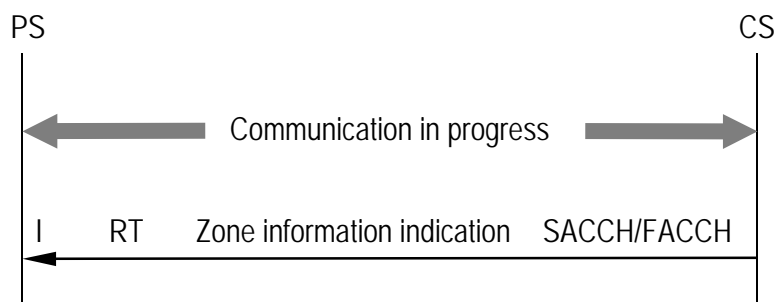 PS CS
Communication in progress
I RT Zone information indication SACCH/FACCH